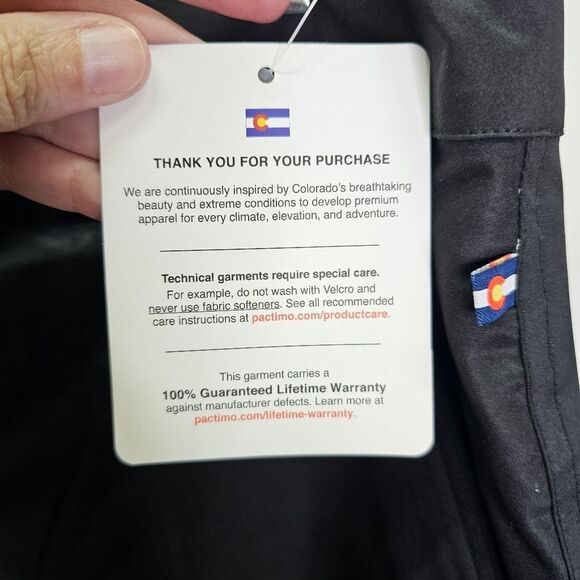 THANK YOU FOR YOUR PURCHASE
We are continuously inspired by Colorado's breathtaking
beauty and extreme conditions to develop premium
apparel for every climate, elevation, and adventure.
Technical garments require special care.
For example, do not wash with Velcro and
never use fabric softeners. See all recommended
care instructions at pactimo.com/productcare.
This garment carries a
100% Guaranteed Lifetime Warranty
against manufacturer defects. Learn more at
pactimo.com/lifetime-warranty.